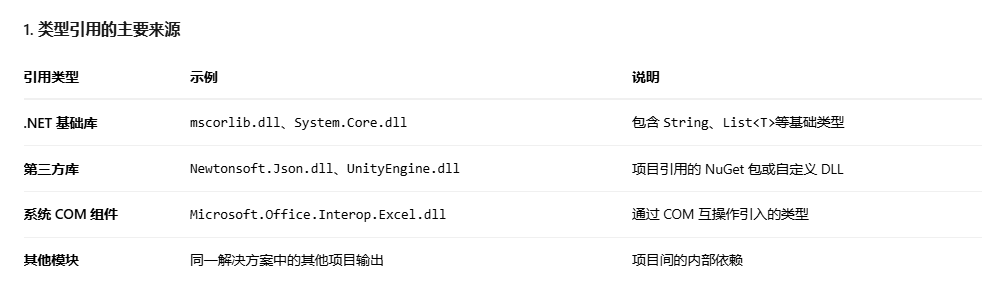 1. 类型引用的主要来源
引用类型 示例 说明
.NET 基础库 mscorlib.dll、System.Core.dll 包含 String、List<T>等基础类型
第三方库 Newtonsoft.Json.dll、UnityEngine.dll 项目引用的 NuGet 包或自定义 DLL
系统 COM 组件 Microsoft.Office.Interop.Excel.dll 通过 COM 互操作引入的类型
其他模块 同一解决方案中的其他项目输出 项目间的内部依赖